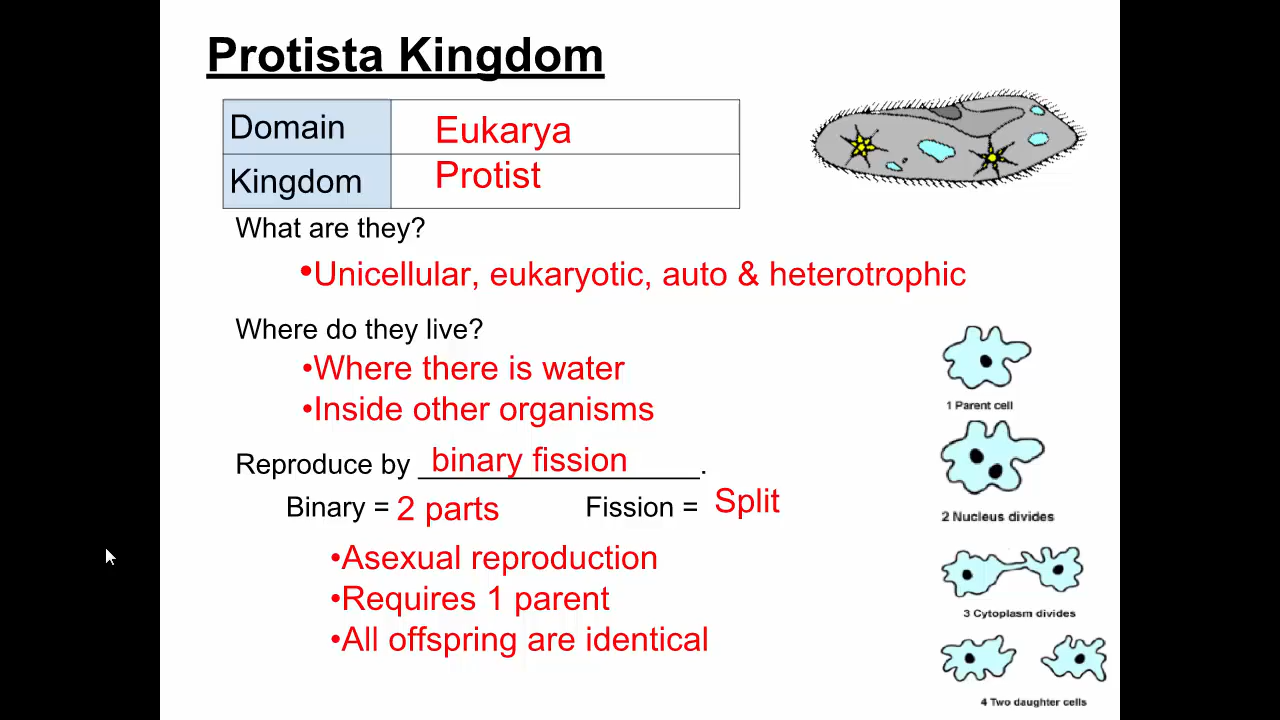 Protista Kingdom
Domain Eukarya
Kingdom Protist
What are they?
•Unicellular, eukaryotic, auto & heterotrophic
Where do they live?
•Where there is water
•Inside other organisms
Reproduce by binary fission.
Binary = 2 parts Fission = Split
•Asexual reproduction
•Requires 1 parent
•All offspring are identical
1 Parent cell
2 Nucleus divides
3 Cytoplasm divides
4 Two daughter cells